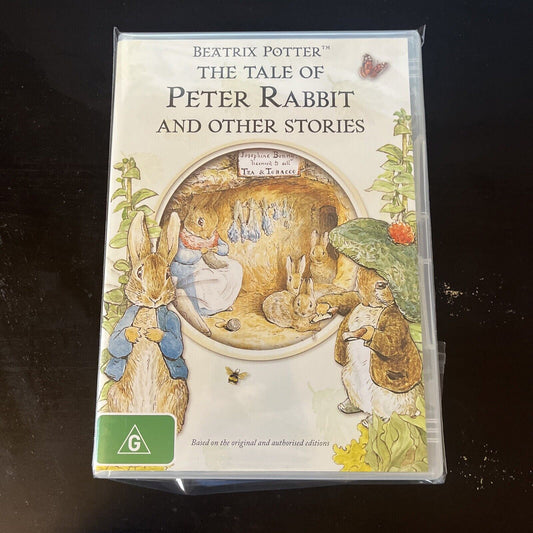 BEATRIX POTTER™
THE TALE OF
PETER RABBIT
AND OTHER STORIES
Josephine Bunny
licensed to sell
TEA & TOBACCO
G
Based on the original and authorised editions